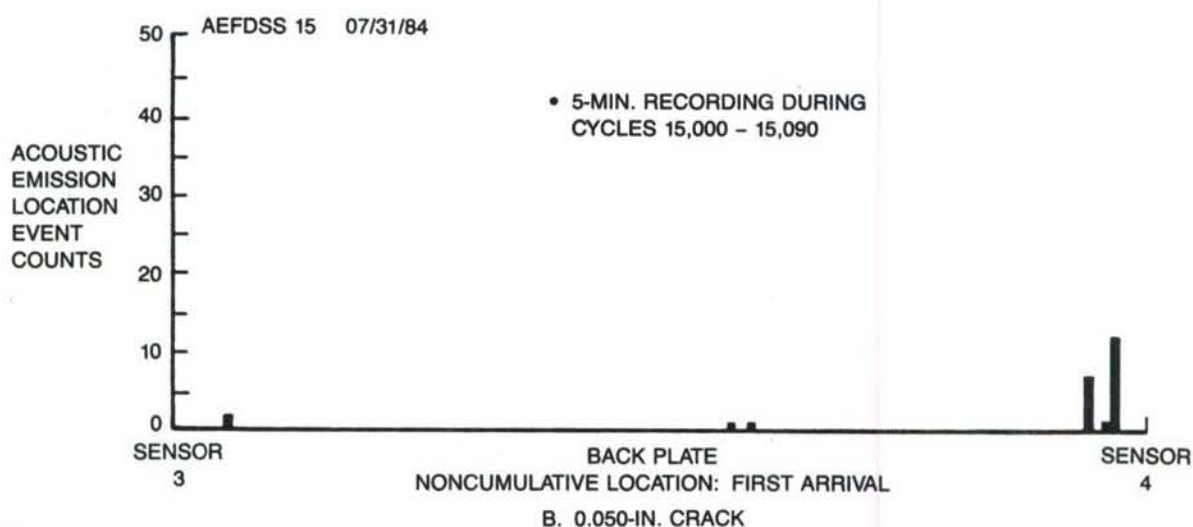 AEFDSS 15 07/31/84
50
40
30
20
10
0
ACOUSTIC
EMISSION
LOCATION
EVENT
COUNTS
• 5-MIN. RECORDING DURING
CYCLES 15,000 – 15,090
SENSOR
3
BACK PLATE
SENSOR
4
NONCUMULATIVE LOCATION: FIRST ARRIVAL
B. 0.050-IN. CRACK